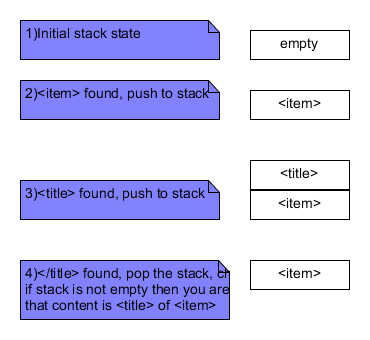 1)Initial stack state
empty
2)<item> found, push to stack
<item>
<title>
3)<title> found, push to stack
<item>
4)</title> found, pop the stack,
<item>
if stack is not empty then you are
that content is <title> of <item>